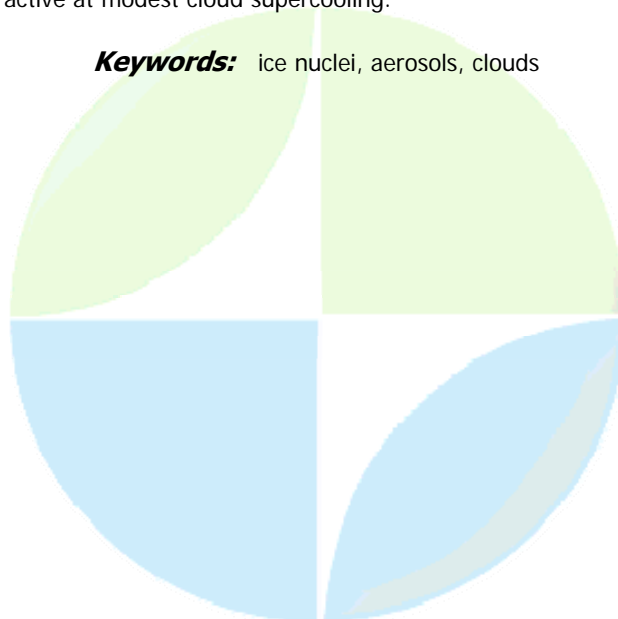 active at modest cloud supercooling.
Keywords: ice nuclei, aerosols, clouds